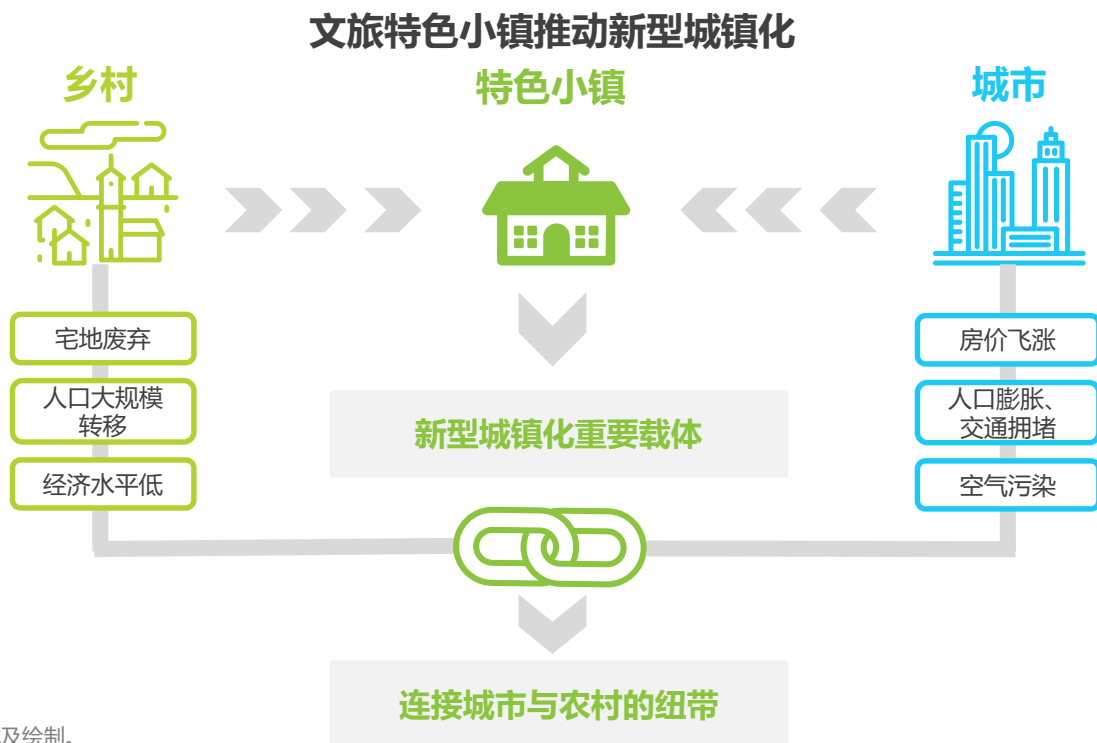 文旅特色小镇推动新型城镇化
乡村
特色小镇
城市
宅地废弃
人口大规模
转移
经济水平低
房价飞涨
人口膨胀、
交通拥堵
空气污染
新型城镇化重要载体
连接城市与农村的纽带
及绘制。